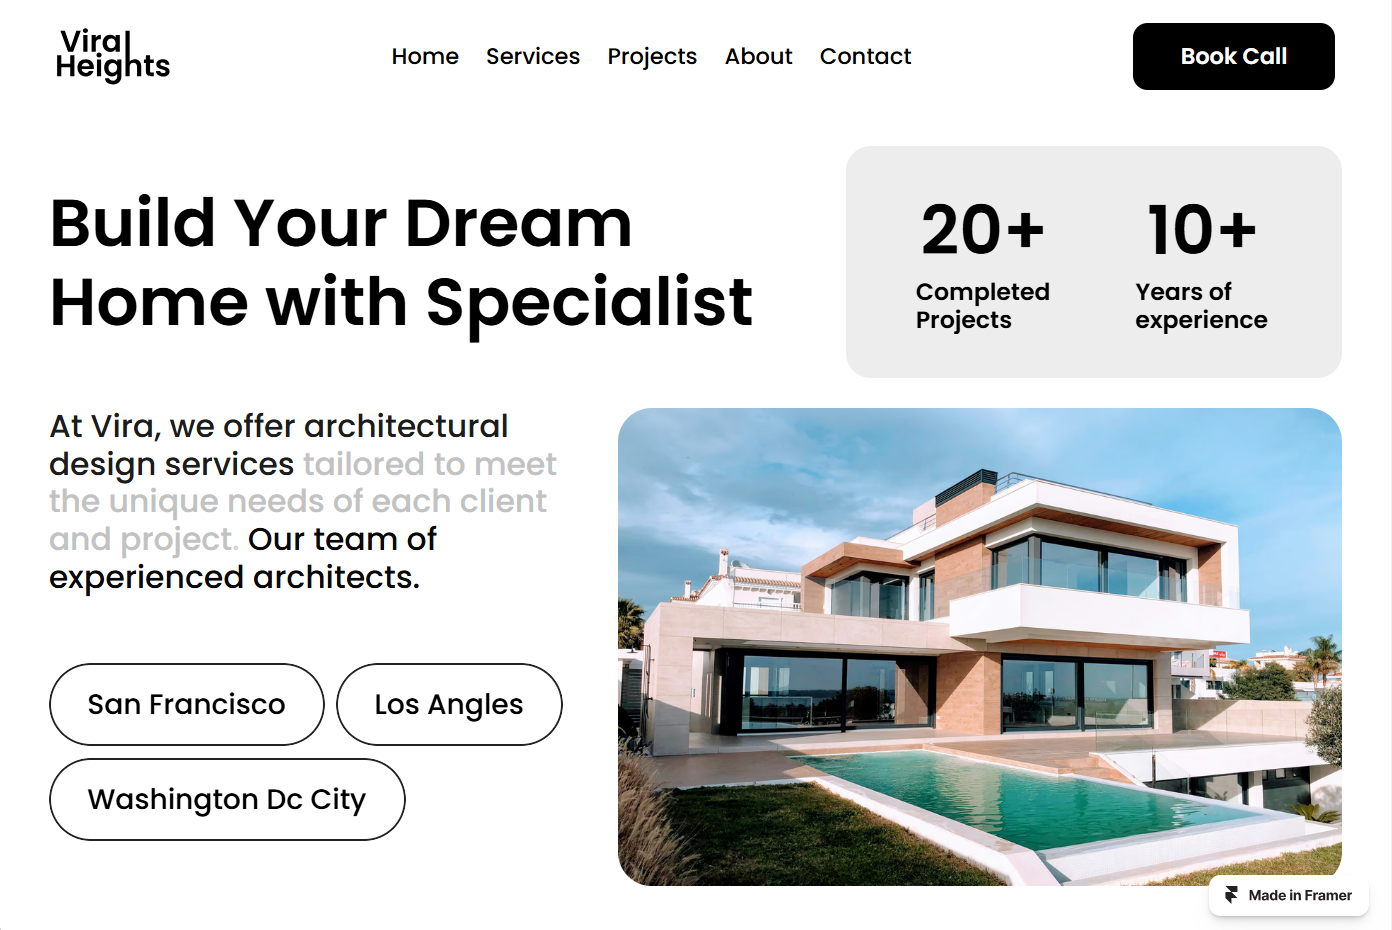 Vira
Heights
Home
Services
Projects
About
Contact
Book Call
Build Your Dream
Home with Specialist
20+
Completed
Projects
10+
Years of
experience
At Vira, we offer architectural
design services tailored to meet
the unique needs of each client
and project. Our team of
experienced architects.
San Francisco
Los Angles
Washington Dc City
Made in Framer